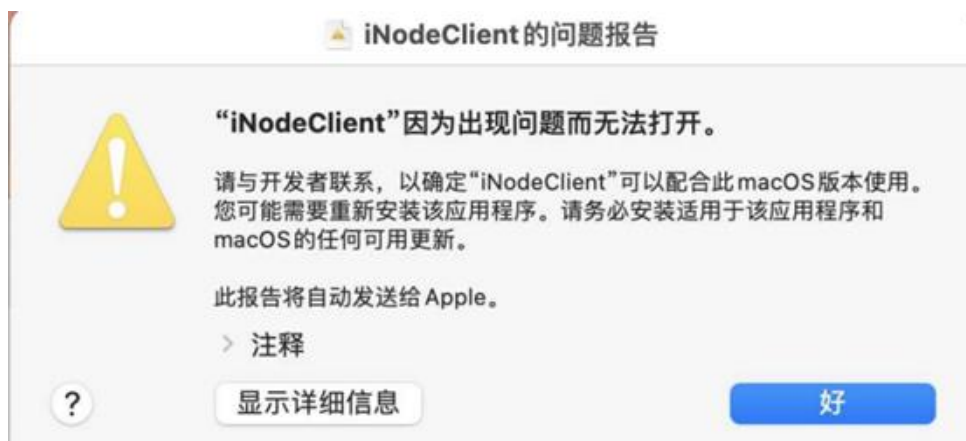 iNodeClient的问题报告
“iNodeClient”因为出现问题而无法打开。
请与开发者联系，以确定“iNodeClient”可以配合此macOS版本使用。
您可能需要重新安装该应用程序。请务必安装适用于该应用程序和
macOS的任何可用更新。
此报告将自动发送给Apple。
> 注释
? 显示详细信息 好